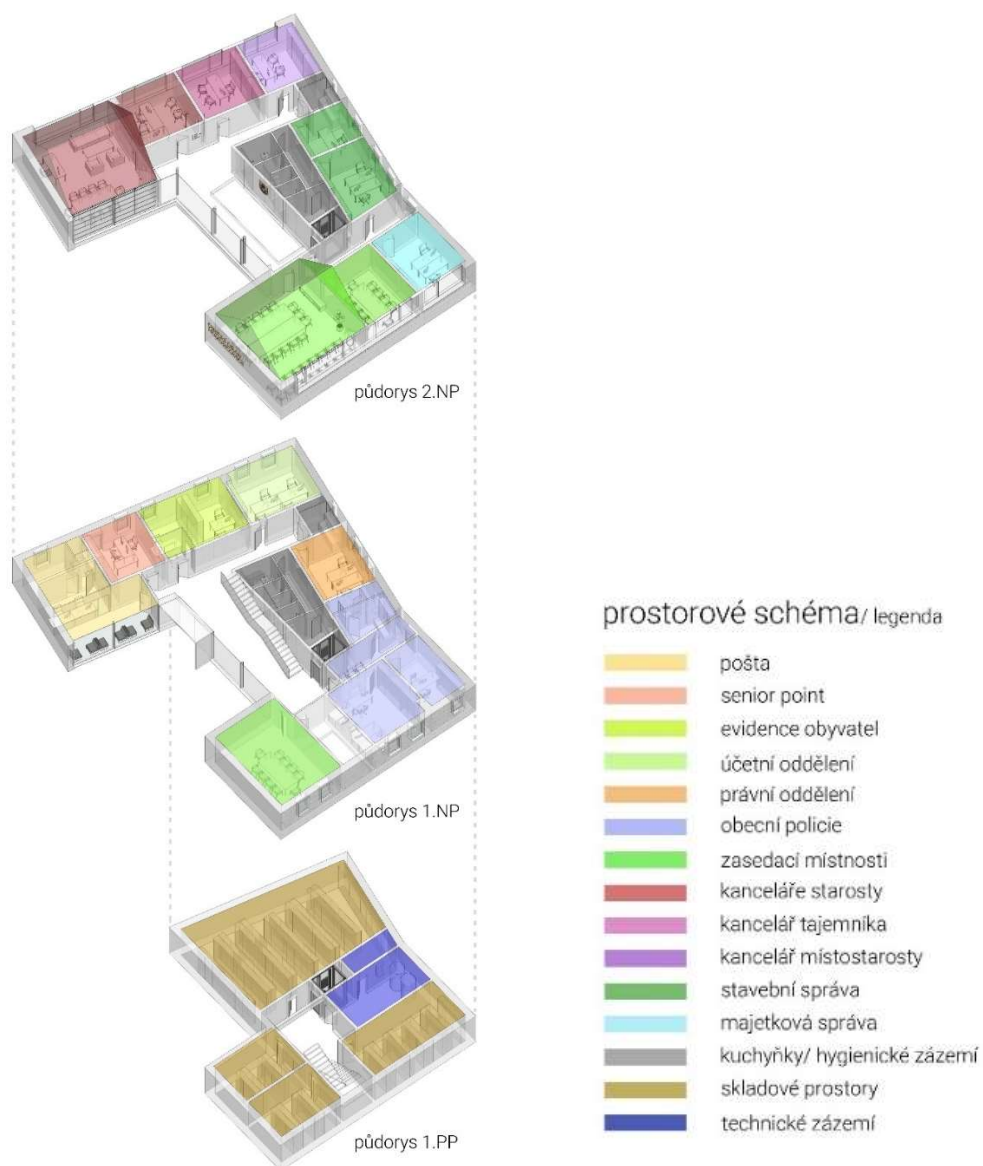 půdorys 2.NP
půdorys 1.NP
půdorys 1.PP
prostorové schéma/ legenda
pošta
senior point
evidence obyvatel
účetní oddělení
právní oddělení
obecní policie
zasedací místnosti
kanceláře starosty
kancelář tajemníka
kancelář místostarosty
stavební správa
majetková správa
kuchyňky/ hygienické zázemí
skladové prostory
technické zázemí